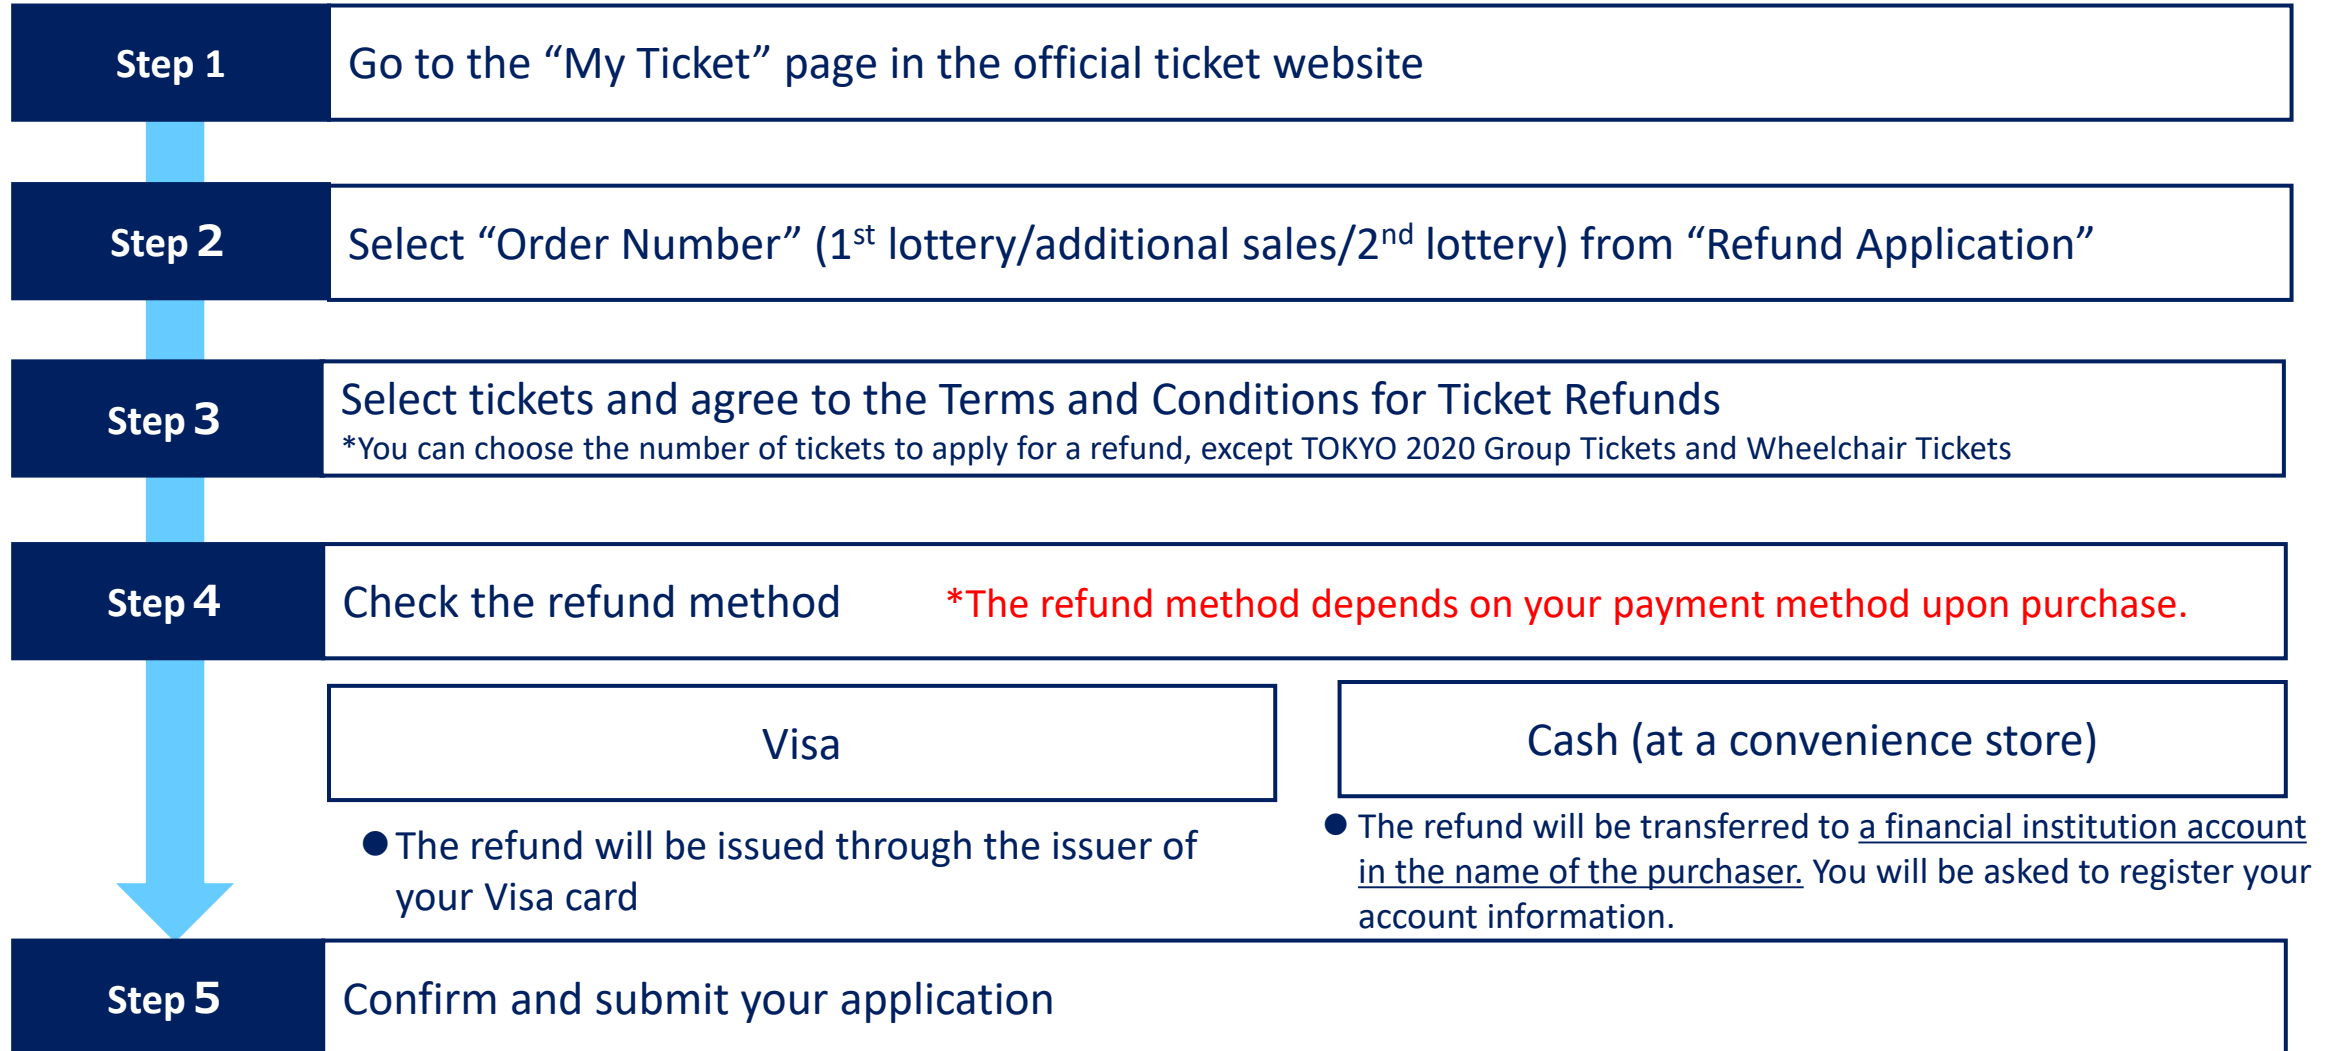 Step 1
Go to the “My Ticket” page in the official ticket website
Step 2
Select “Order Number” (1st lottery/additional sales/2nd lottery) from “Refund Application”
Step 3
Select tickets and agree to the Terms and Conditions for Ticket Refunds
*You can choose the number of tickets to apply for a refund, except TOKYO 2020 Group Tickets and Wheelchair Tickets
Step 4
Check the refund method
*The refund method depends on your payment method upon purchase.
Visa
● The refund will be issued through the issuer of
your Visa card
Cash (at a convenience store)
● The refund will be transferred to a financial institution account
in the name of the purchaser. You will be asked to register your
account information.
Step 5
Confirm and submit your application